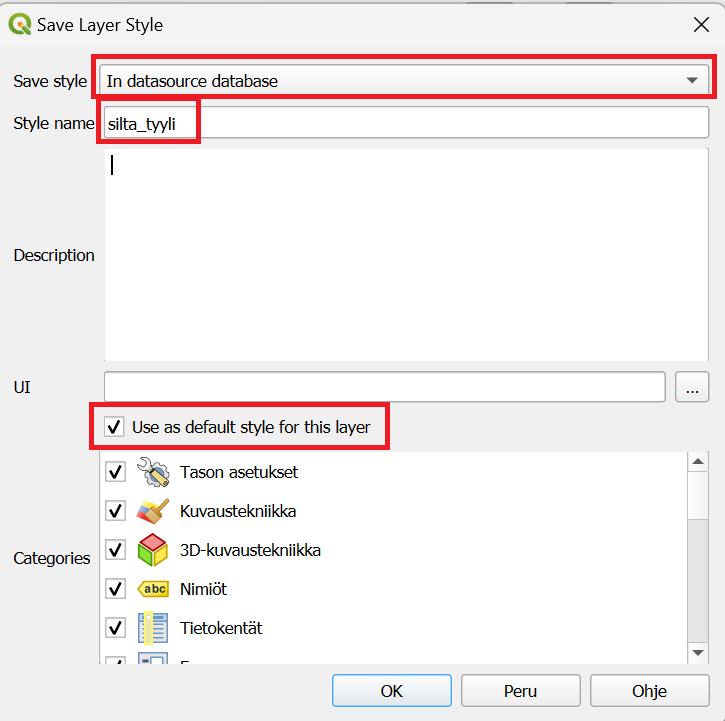 Save Layer Style
Save style In datasource database
Style name silta_tyyli
Description
UI ...
Use as default style for this layer
Categories
Tason asetukset
Kuvaustekniikka
3D-kuvaustekniikka
abc Nimiöt
Tietokentät
OK Peru Ohje